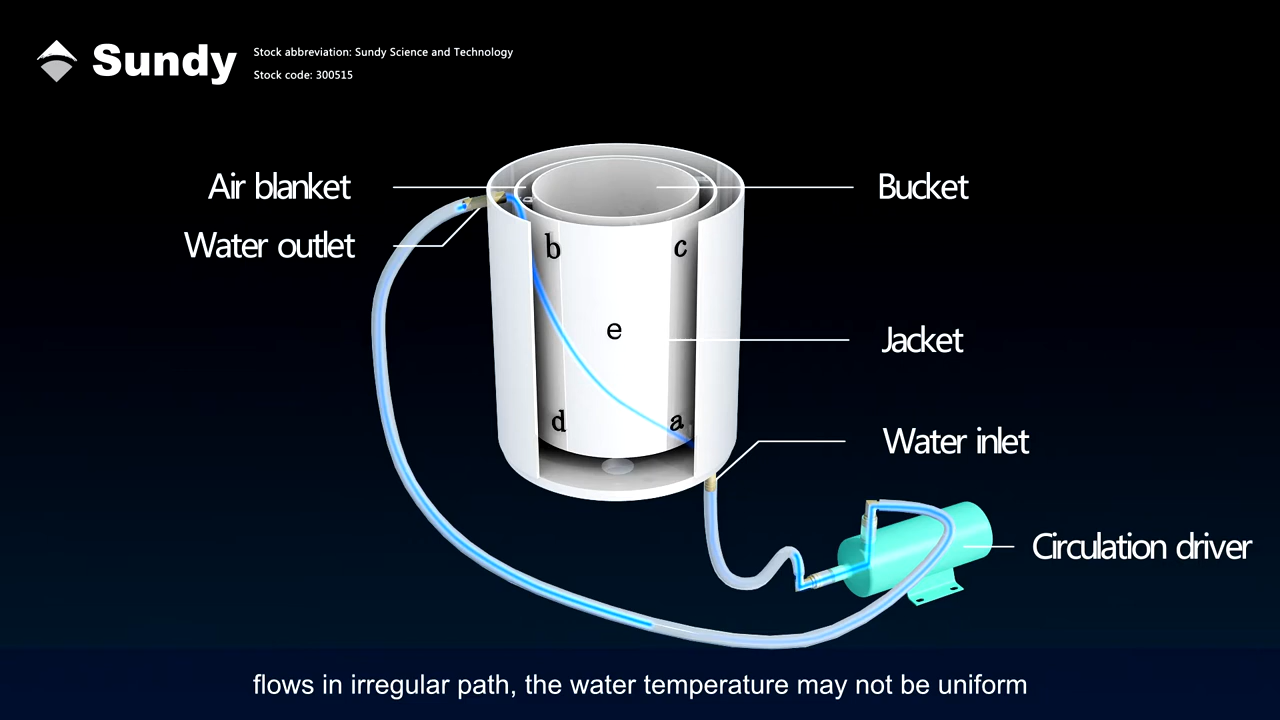 Sundy
Stock abbreviation: Sundy Science and Technology
Stock code: 300515
Air blanket
Bucket
Water outlet
b
c
e
Jacket
d
a
Water inlet
Circulation driver
flows in irregular path, the water temperature may not be uniform